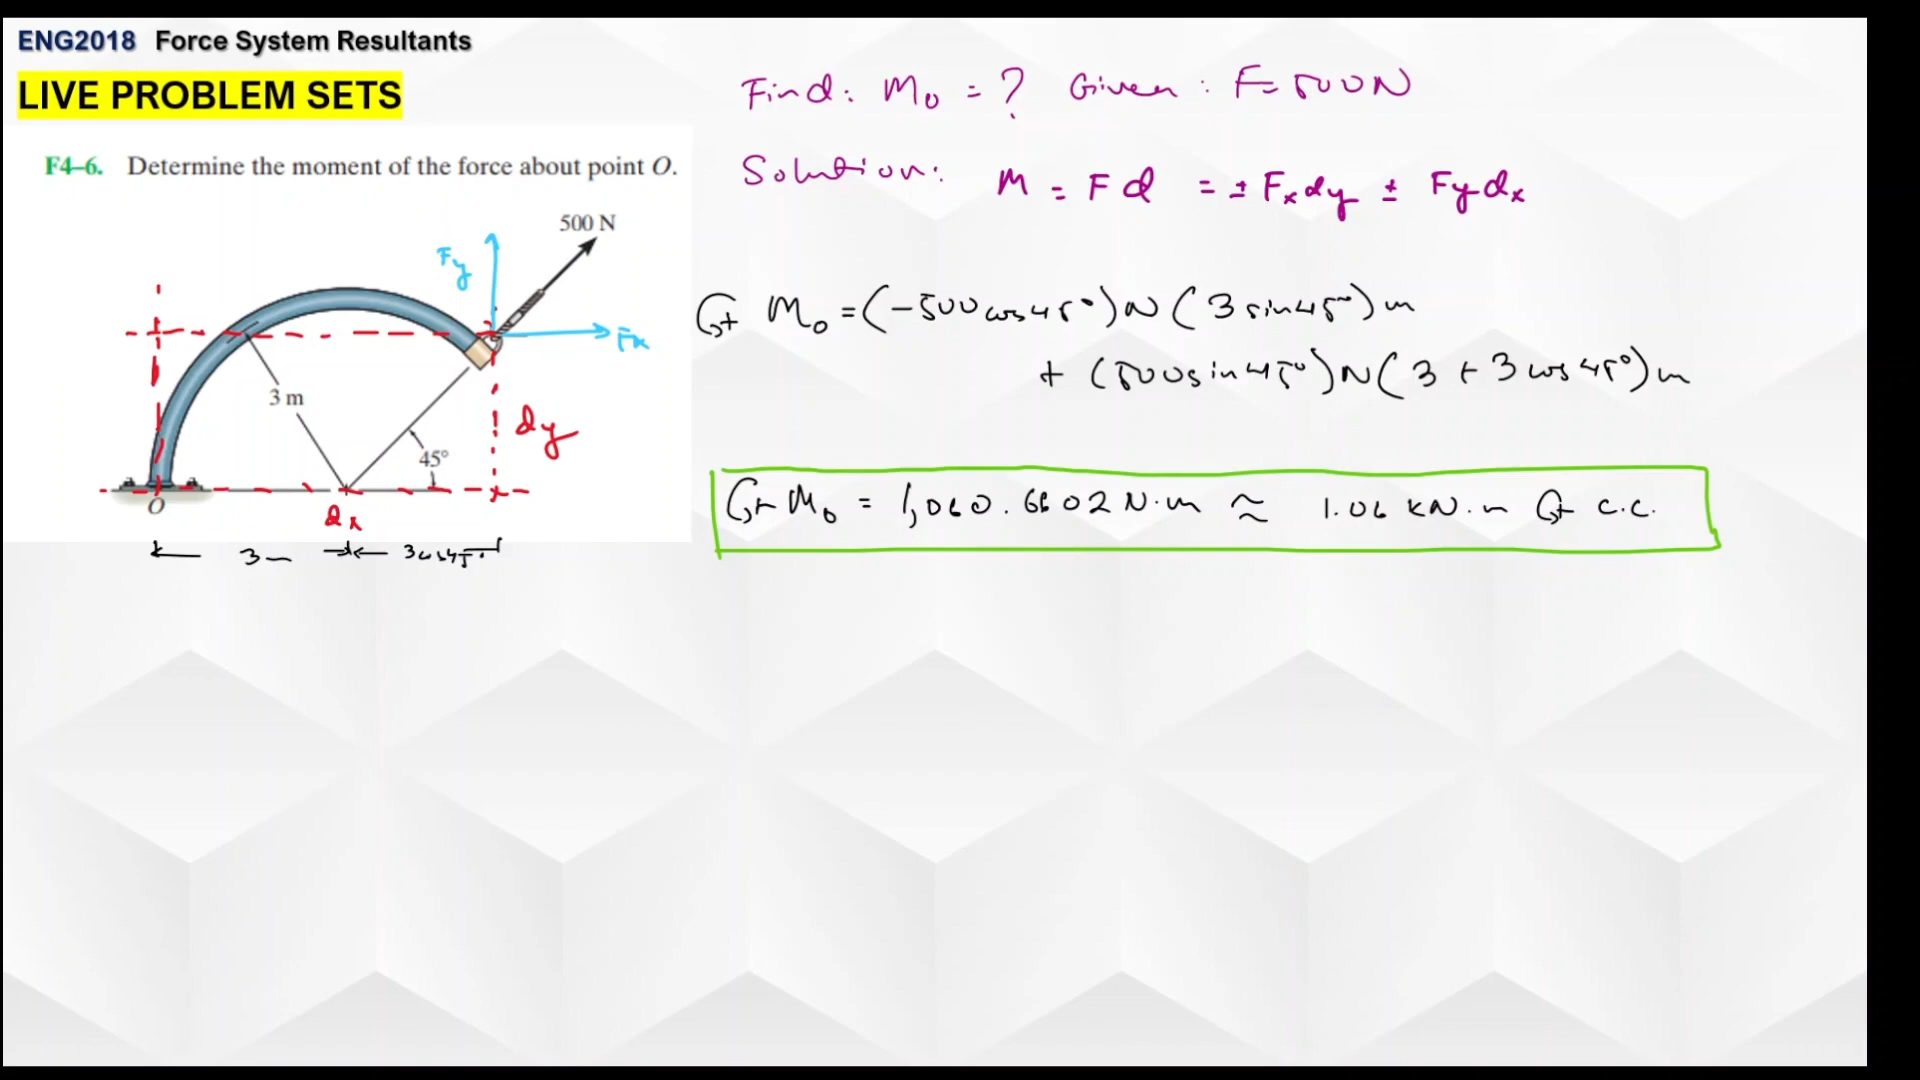 ENG2018 Force System Resultants
LIVE PROBLEM SETS
F4–6. Determine the moment of the force about point O.
500 N
Fy
Fx
3 m
45°
dy
O
dx
3m
3cos45°
Find: Mo = ? Given: F=500N
Solution: M = Fd = ± Fxdy ± Fydx
+ Mo = (-500cos45°)N(3sin45°)m
+ (500sin45°)N(3+3cos45°)m
+ Mo = 1,060.6602N.m ≈ 1.06 kN.m + c.c.